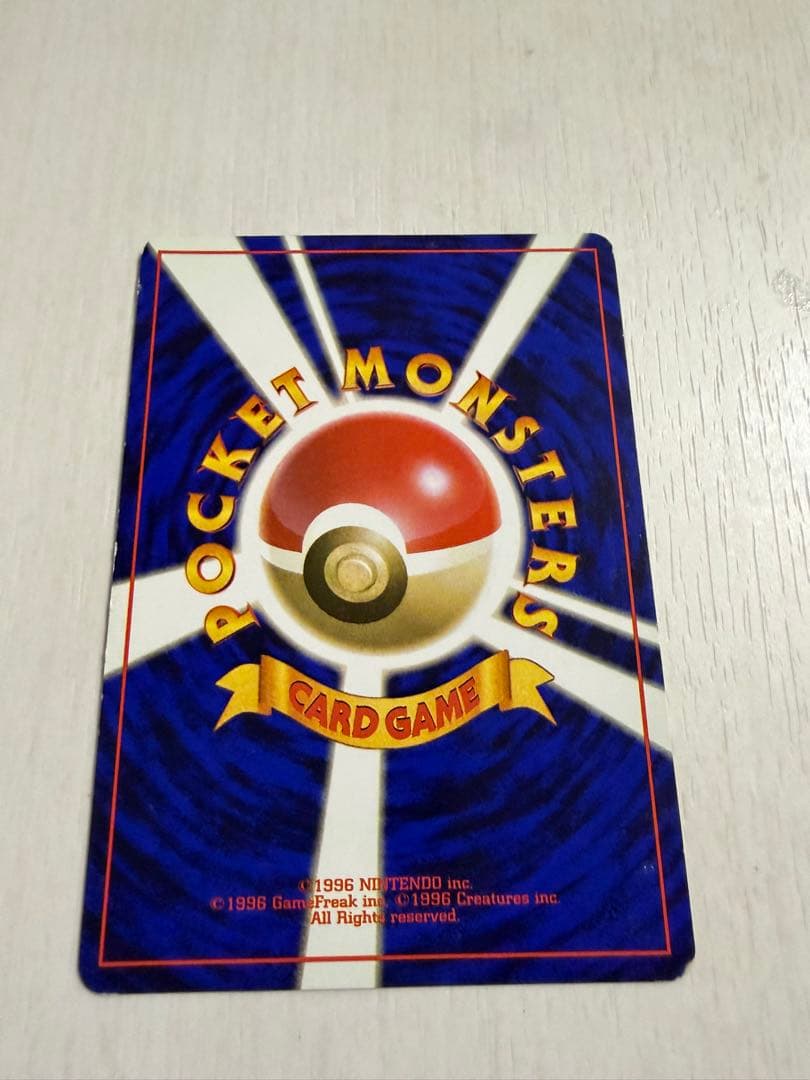 POCKET MONSTERS
CARD GAME
©1996 NINTENDO inc.
©1996 GameFreak inc. ©1996 Creatures inc.
All Rights reserved.